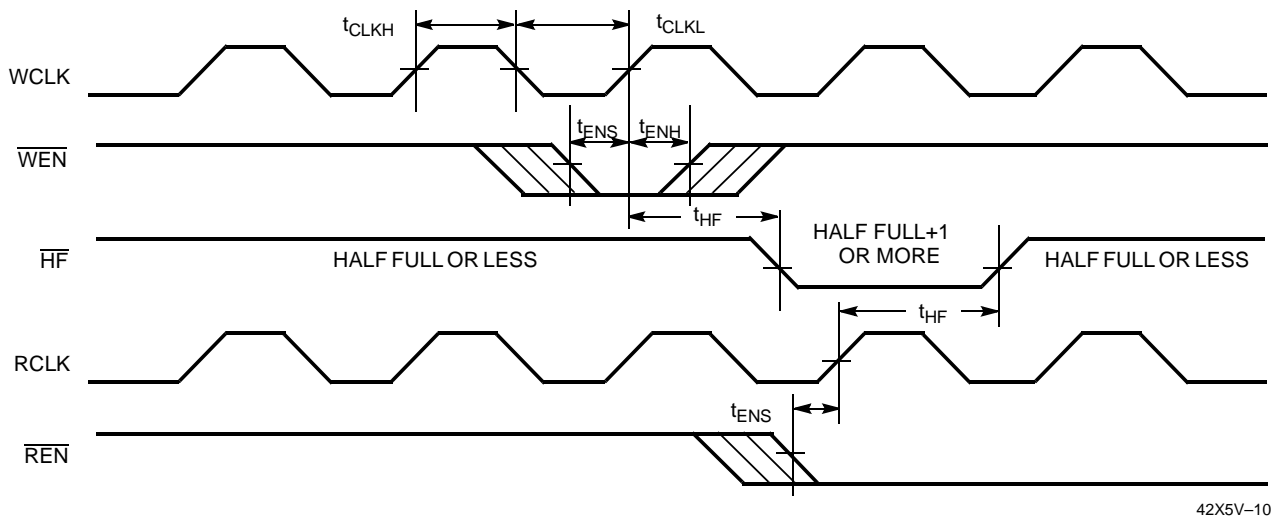 tCLKH
tCLKL
WCLK
tENS
tENH
WEN
tHF
HF
HALF FULL OR LESS
HALF FULL+1
OR MORE
HALF FULL OR LESS
tHF
RCLK
tENS
REN
42X5V–10